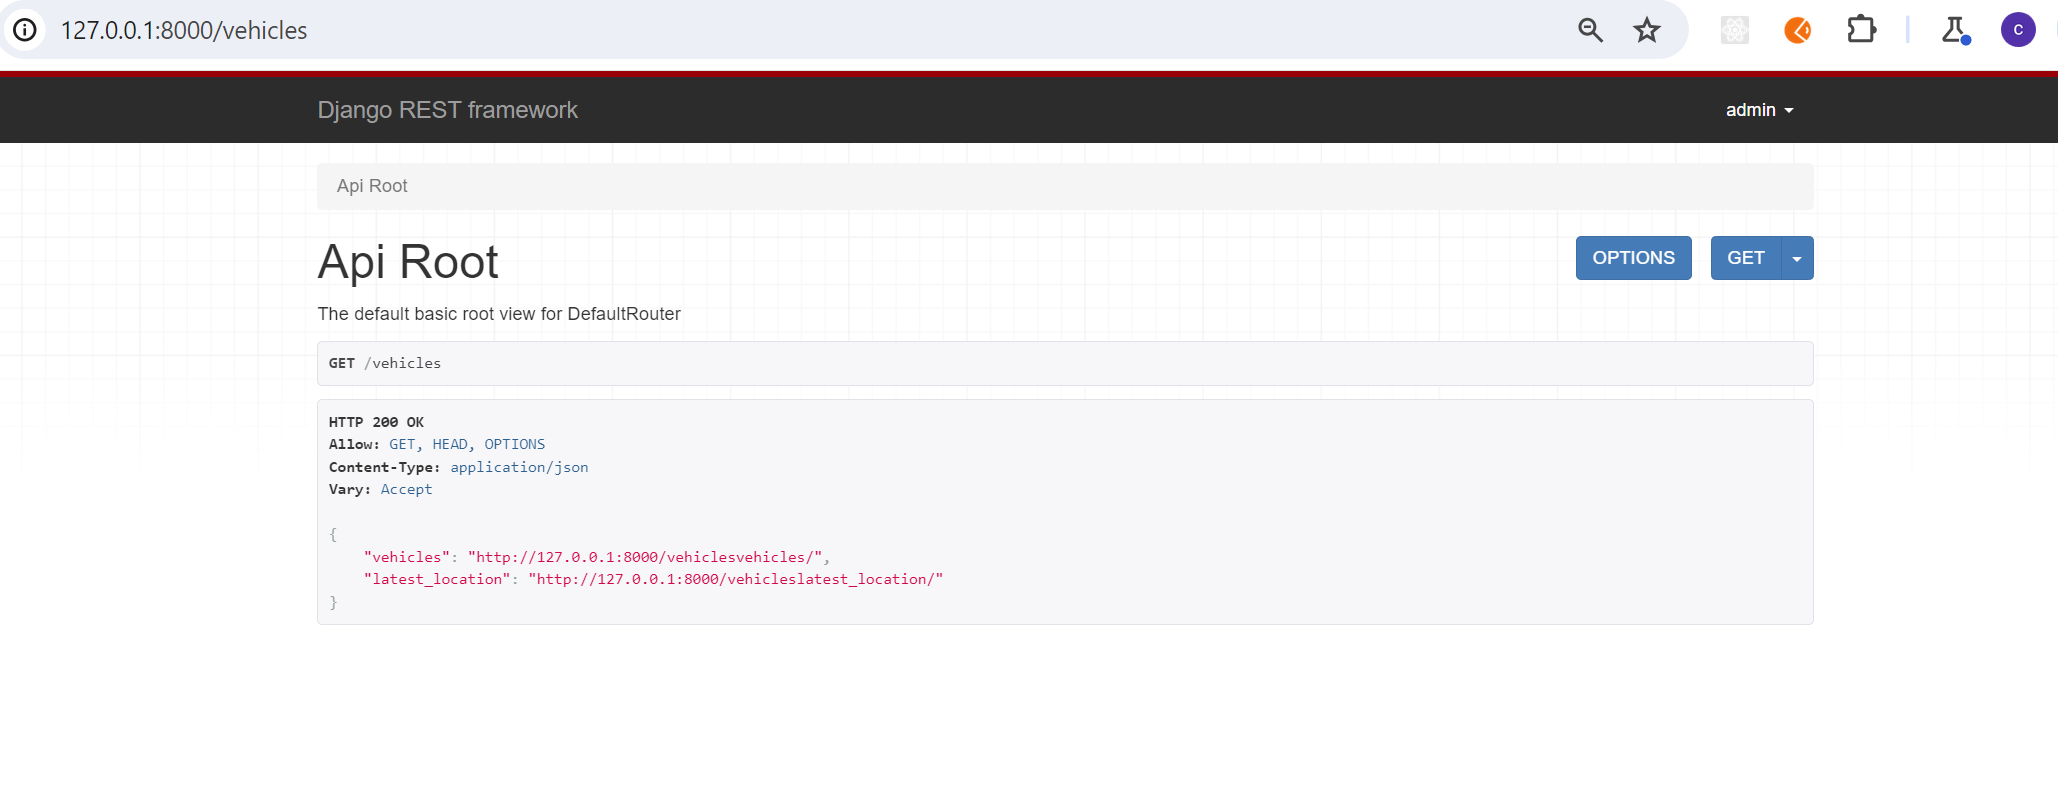 127.0.0.1:8000/vehicles
C
Django REST framework
admin
Api Root
Api Root
OPTIONS
GET
The default basic root view for DefaultRouter
GET /vehicles
HTTP 200 OK
Allow: GET, HEAD, OPTIONS
Content-Type: application/json
Vary: Accept
{
"vehicles": "http://127.0.0.1:8000/vehiclesvehicles/",
"latest_location": "http://127.0.0.1:8000/vehicleslatest_location/"
}